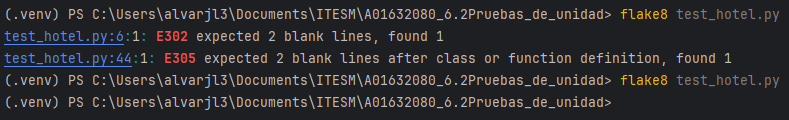 (.venv) PS C:\Users\alvarjl3\Documents\ITESM\A01632080_6.2Pruebas_de_unidad> flake8 test_hotel.py
test_hotel.py:6:1: E302 expected 2 blank lines, found 1
test_hotel.py:44:1: E305 expected 2 blank lines after class or function definition, found 1
(.venv) PS C:\Users\alvarjl3\Documents\ITESM\A01632080_6.2Pruebas_de_unidad> flake8 test_hotel.py
(.venv) PS C:\Users\alvarjl3\Documents\ITESM\A01632080_6.2Pruebas_de_unidad>